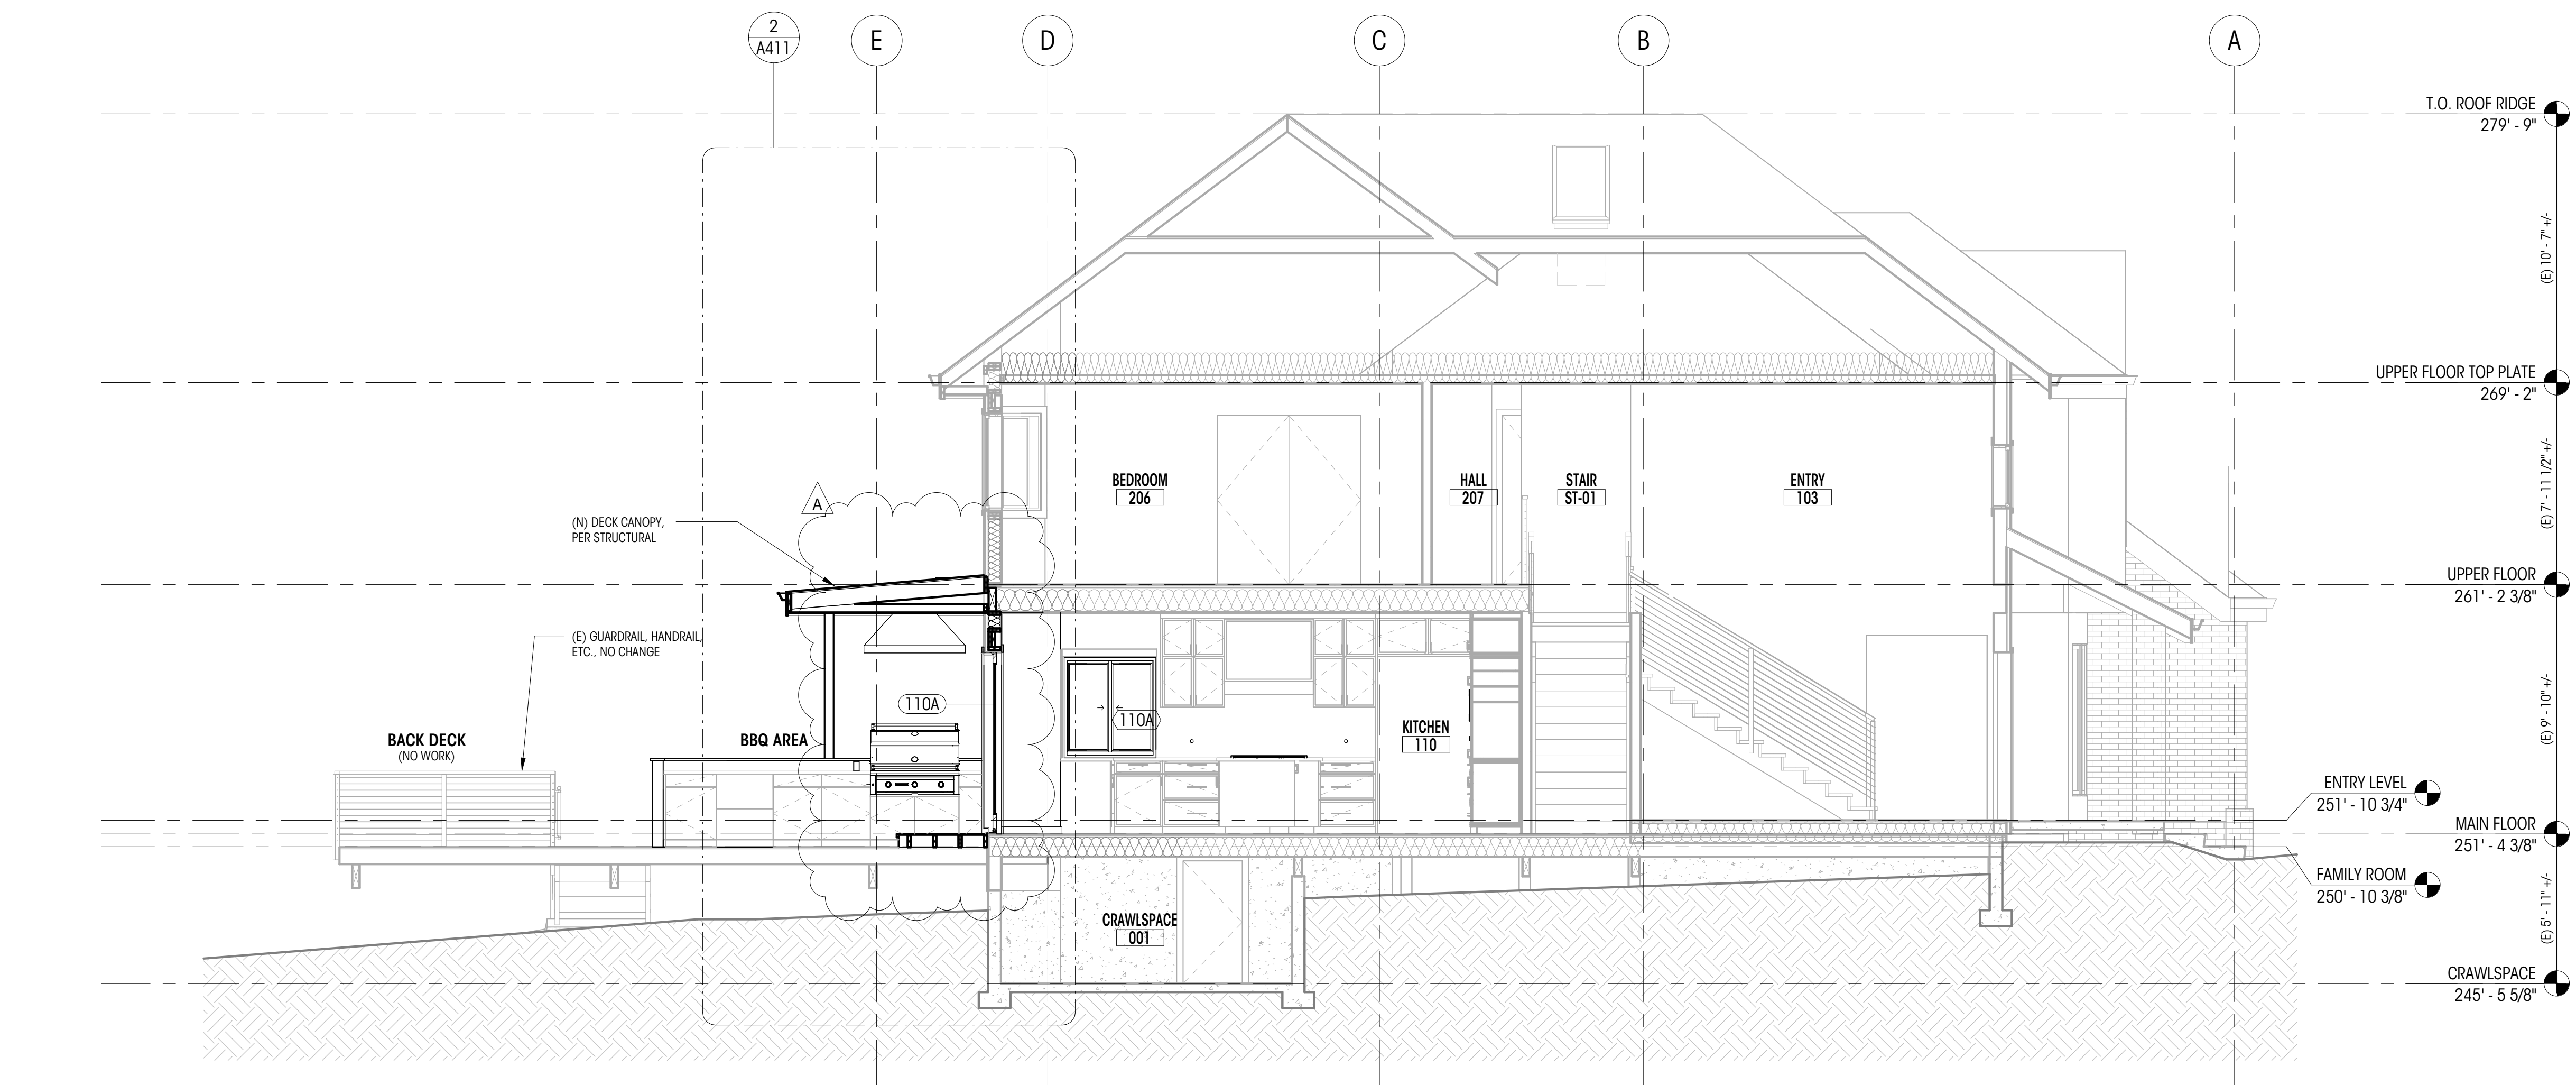 2
A411
E
D
C
B
A
T.O. ROOF RIDGE
279' - 9"
(E) 10' - 7" +/-
UPPER FLOOR TOP PLATE
269' - 2"
(E) 7' - 11 1/2" +/-
BEDROOM
206
HALL
207
STAIR
ST-01
ENTRY
103
A
(N) DECK CANOPY,
PER STRUCTURAL
UPPER FLOOR
261' - 2 3/8"
(E) GUARDRAIL, HANDRAIL,
ETC., NO CHANGE
(E) 9' - 10" +/-
110A
110A
KITCHEN
110
BACK DECK
(NO WORK)
BBQ AREA
ENTRY LEVEL
251' - 10 3/4"
MAIN FLOOR
251' - 4 3/8"
FAMILY ROOM
250' - 10 3/8"
(E) 5' - 11" +/-
CRAWLSPACE
001
CRAWLSPACE
245' - 5 5/8"